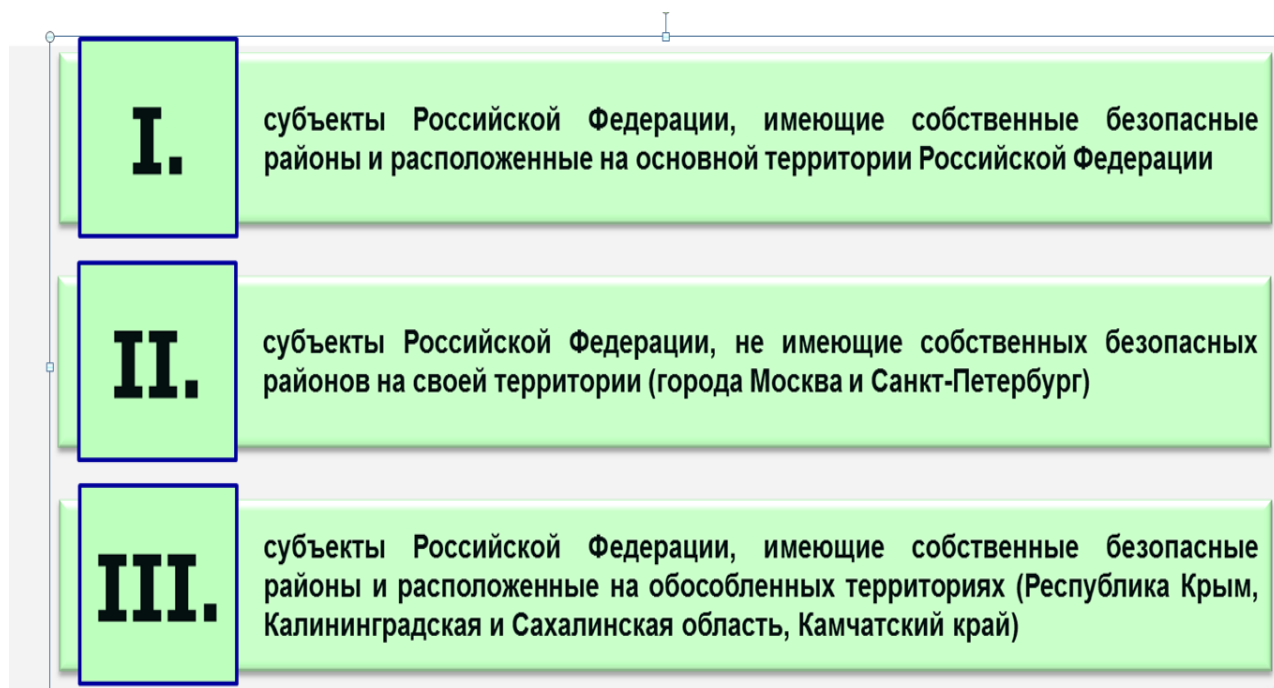 I.
субъекты Российской Федерации, имеющие собственные безопасные
районы и расположенные на основной территории Российской Федерации
II.
субъекты Российской Федерации, не имеющие собственных безопасных
районов на своей территории (города Москва и Санкт-Петербург)
III.
субъекты Российской Федерации, имеющие собственные безопасные
районы и расположенные на обособленных территориях (Республика Крым,
Калининградская и Сахалинская область, Камчатский край)